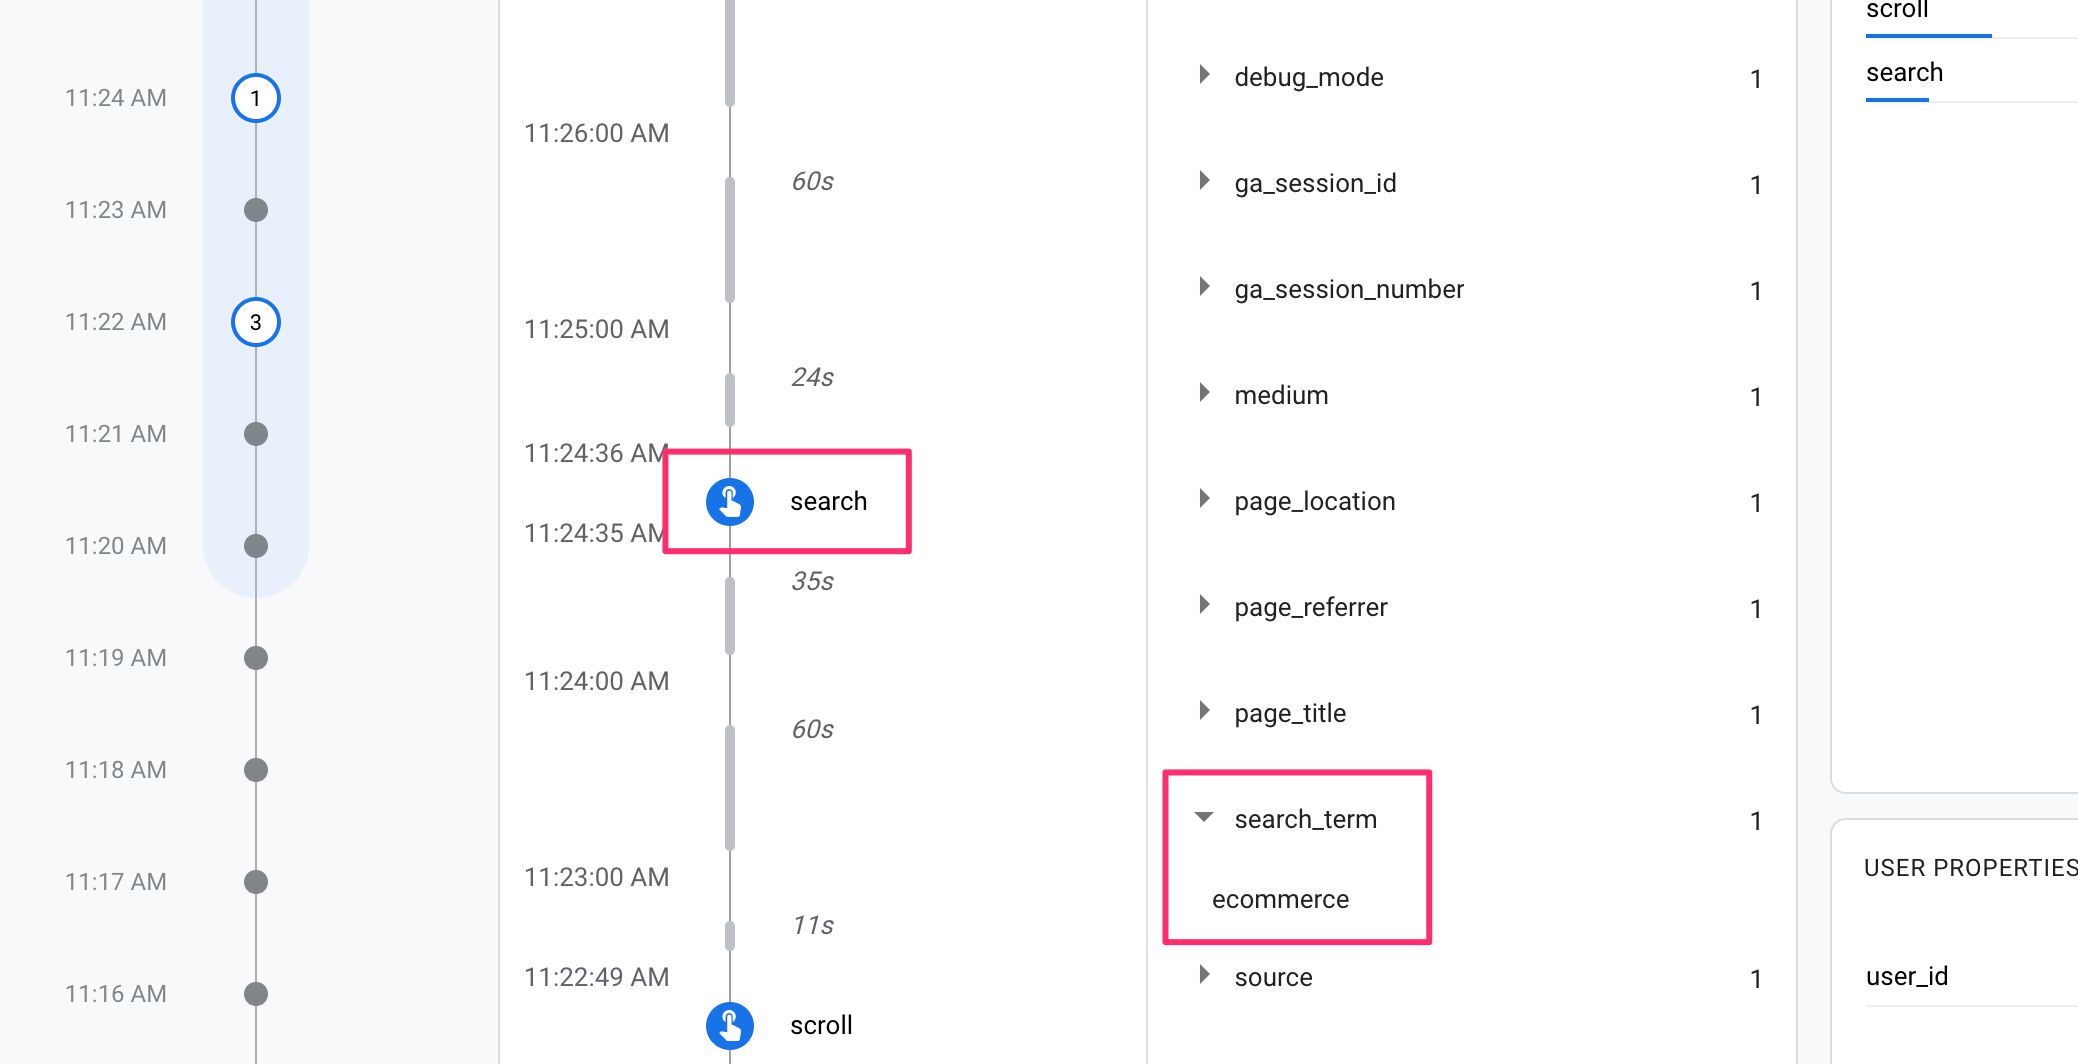 11:24 AM
1
11:23 AM
11:22 AM
3
11:21 AM
11:20 AM
11:19 AM
11:18 AM
11:17 AM
11:16 AM
11:26:00 AM
60s
11:25:00 AM
24s
11:24:36 AM
search
11:24:35 AM
35s
11:24:00 AM
60s
11:23:00 AM
11s
11:22:49 AM
scroll
debug_mode 1
ga_session_id 1
ga_session_number 1
medium 1
page_location 1
page_referrer 1
page_title 1
search_term 1
ecommerce
source 1
scroll
search
USER PROPERTIES
user_id